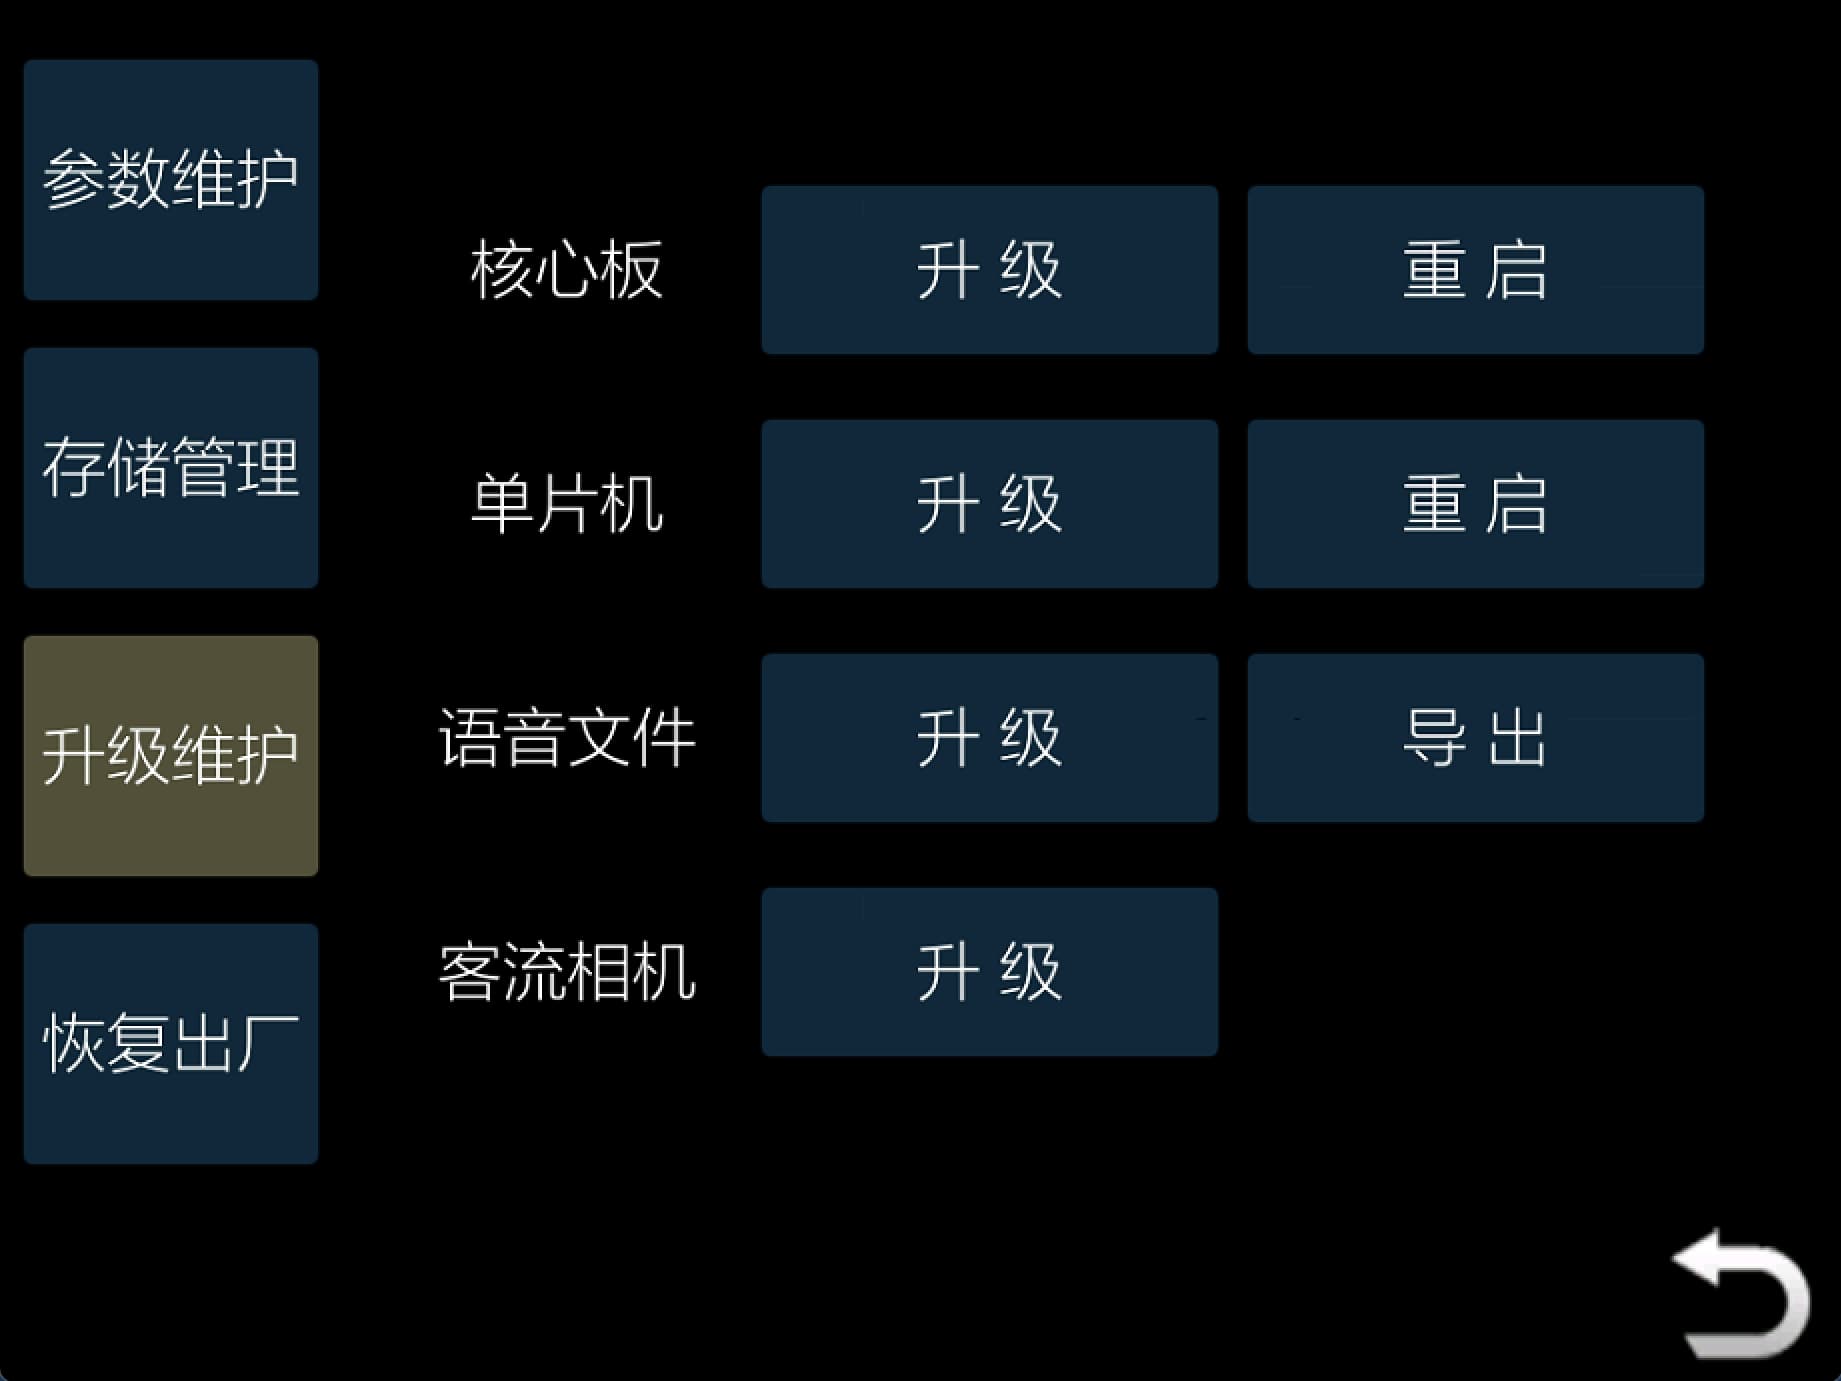 参数维护
存储管理
升级维护
恢复出厂
核心板 升级 重启
单片机 升级 重启
语音文件 升级 导出
客流相机 升级